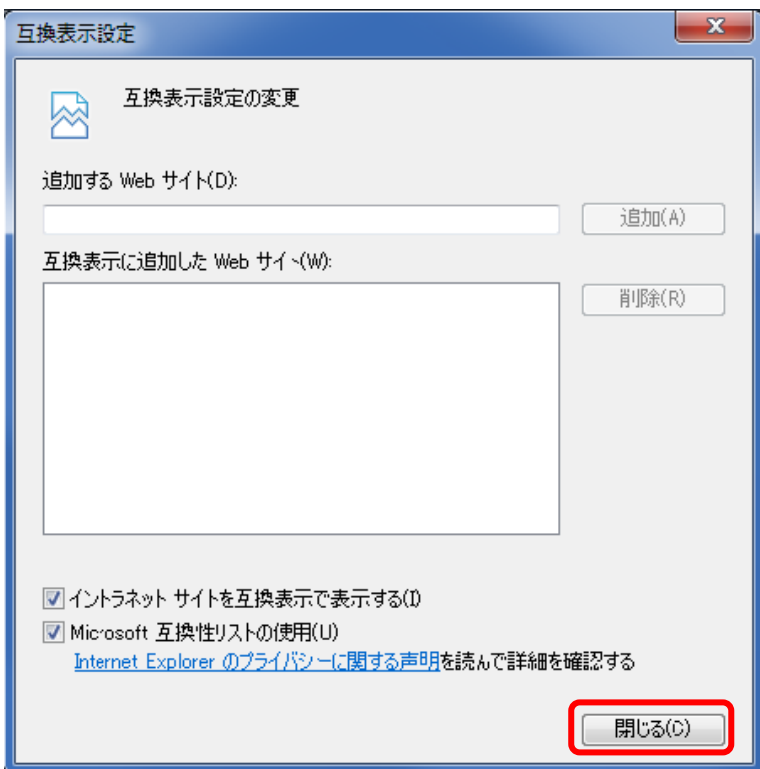 互換表示設定
互換表示設定の変更
追加する Web サイト(D):
追加(A)
互換表示に追加した Web サイト(W):
削除(R)
イントラネット サイトを互換表示で表示する(I)
Microsoft 互換性リストの使用(U)
Internet Explorer のプライバシーに関する声明を読んで詳細を確認する
閉じる(C)